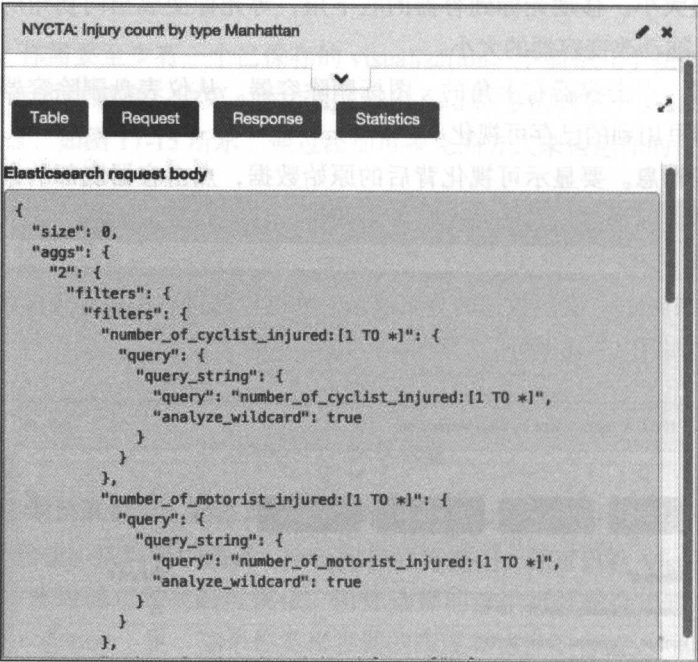 NYCTA: Injury count by type Manhattan
Table
Request
Response
Statistics
Elasticsearch request body
{
"size": 0,
"aggs": {
"2": {
"filters": {
"filters": {
"number_of_cyclist_injured:[1 TO *]": {
"query": {
"query_string": {
"query": "number_of_cyclist_injured:[1 TO *]",
"analyze_wildcard": true
}
}
},
"number_of_motorist_injured:[1 TO *]": {
"query": {
"query_string": {
"query": "number_of_motorist_injured:[1 TO *]",
"analyze_wildcard": true
}
}
},